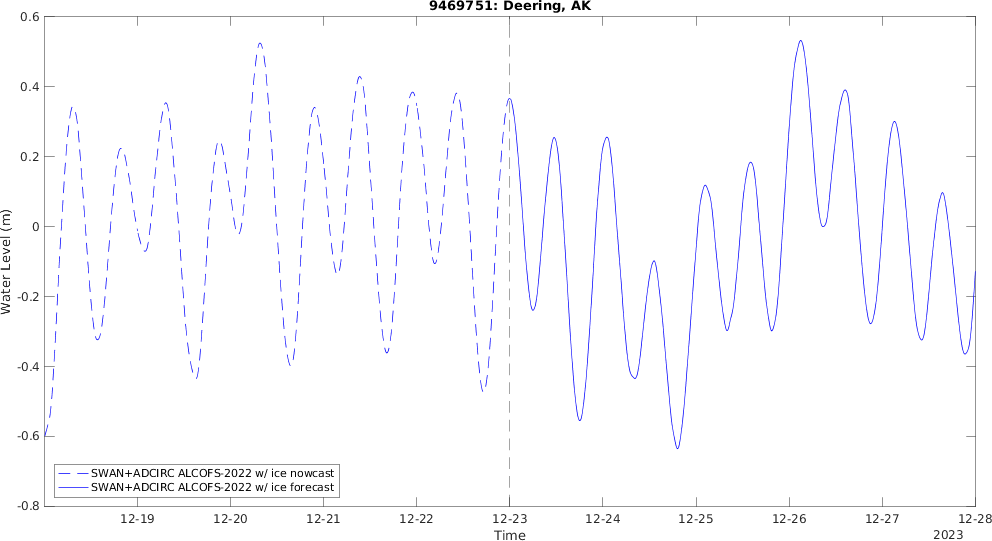 9469751: Deering, AK
0.6
0.4
0.2
0
-0.2
-0.4
-0.6
-0.8
Water Level (m)
SWAN+ADCIRC ALCOFS-2022 w/ ice nowcast
SWAN+ADCIRC ALCOFS-2022 w/ ice forecast
12-19 12-20 12-21 12-22 12-23 12-24 12-25 12-26 12-27 12-28
Time
2023